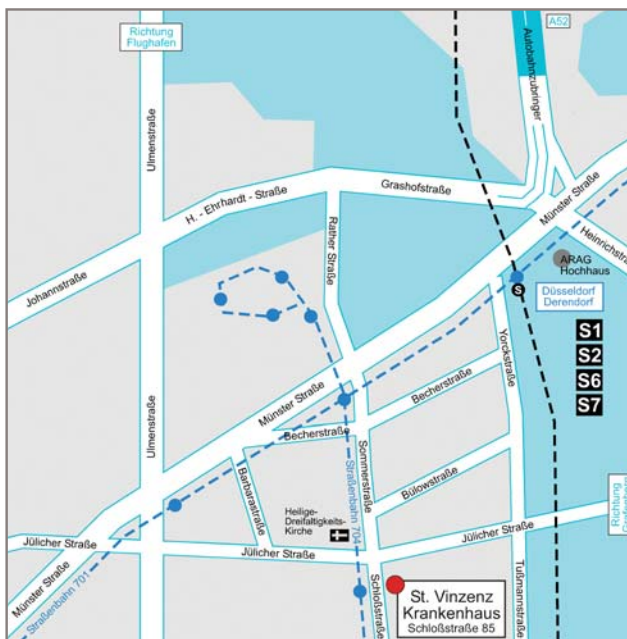 Richtung
Flughafen
A52
Autobahnzubringer
Ulmenstraße
H. - Ehrhardt - Straße
Grashofstraße
Münster Straße
Rather Straße
Johannstraße
ARAG
Hochhaus
S
Düsseldorf
Derendorf
S1
S2
S6
S7
Yorckstraße
Münster Straße
Becherstraße
Ulmenstraße
Becherstraße
Sommerstraße
Straßenbahn 704
Barbarastraße
Bülowstraße
Heilige-
Dreifaltigkeits-
Kirche
Richtung
Jülicher Straße
Jülicher Straße
Jülicher Straße
Münster Straße
Straßenbahn 701
Schloßstraße
Tußmannstraße
St. Vinzenz
Krankenhaus
Schloßstraße 85